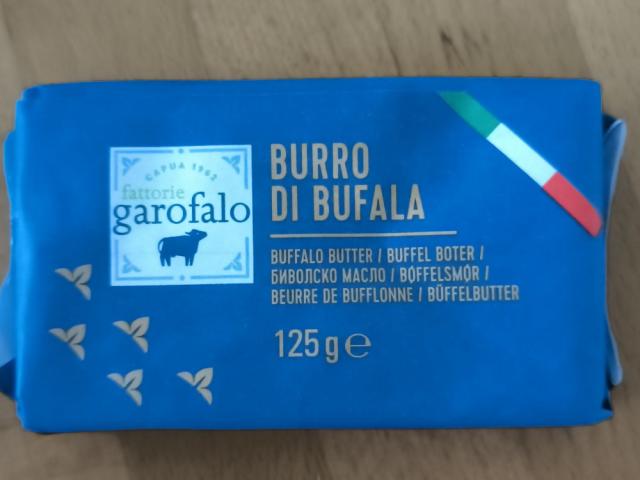 CAPUA 1962
fattorie
garofalo
BURRO
DI BUFALA
BUFFALO BUTTER / BUFFEL BOTER /
БИВОЛСКО МАСЛО / BØFFELSMØR /
BEURRE DE BUFFLONNE / BÜFFELBUTTER
125 g ℮